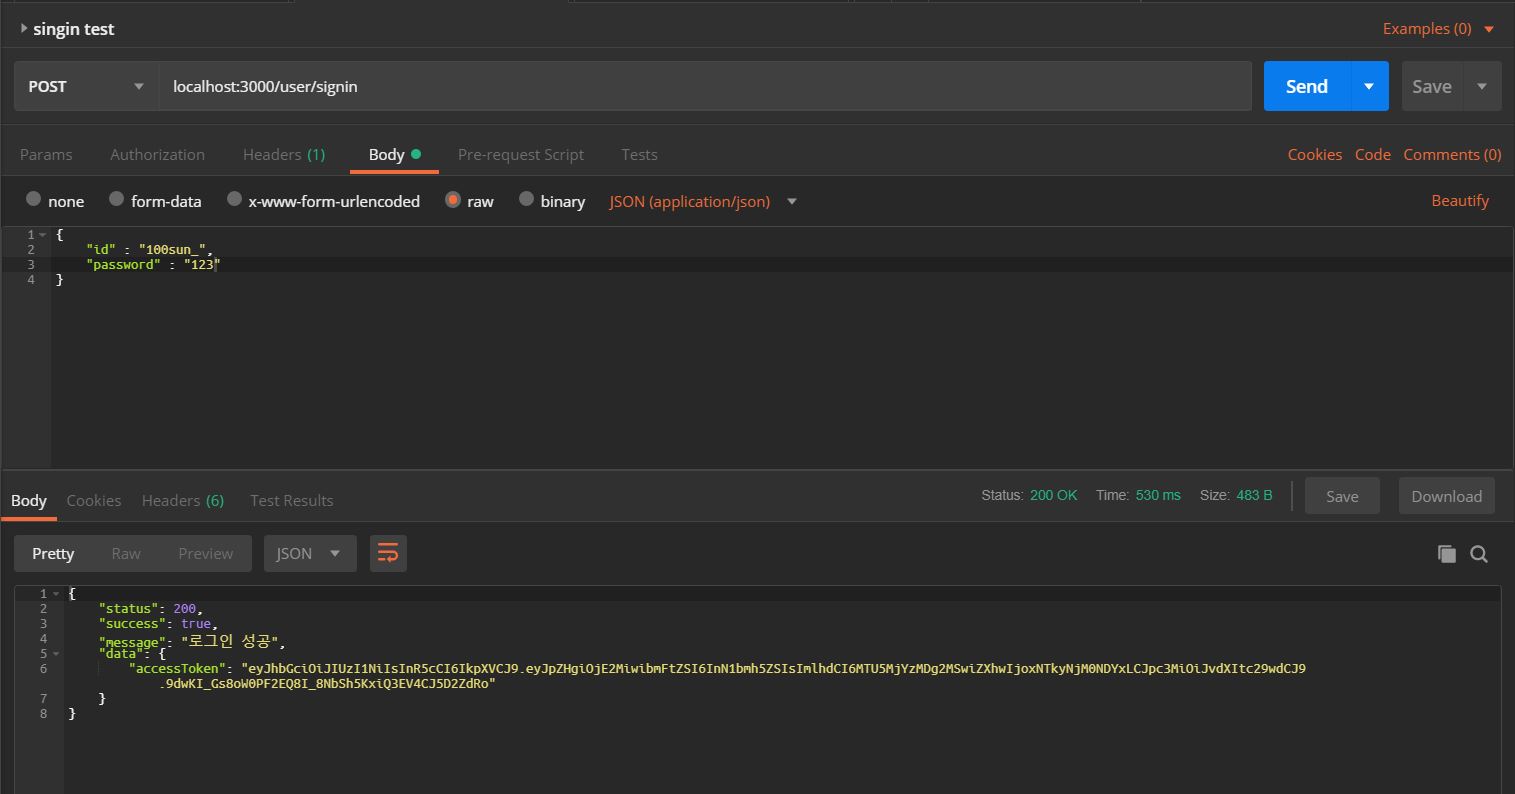 singin test
Examples (0)
POST
localhost:3000/user/signin
Send
Save
Params Authorization Headers (1) Body Pre-request Script Tests Cookies Code Comments (0)
none form-data x-www-form-urlencoded raw binary JSON (application/json) Beautify
1 {
2 "id" : "100sun_",
3 "password" : "123"
4 }
Body Cookies Headers (6) Test Results Status: 200 OK Time: 530 ms Size: 483 B Save Download
Pretty Raw Preview JSON
1 {
2 "status": 200,
3 "success": true,
4 "message": "로그인 성공",
5 "data": {
6 "accessToken": "eyJhbGciOiJIUzI1NiIsInR5cCI6IkpXVCJ9.eyJpZHgiOjE2MiwibmFtZSI6InN1bmh5ZSIsImlhdCI6MTU5MjYzMDg2MSwiZXhwIjoxNTkyNjM0NDYxLCJpc3MiOiJvdXItc29wdCJ9
.9dwKI_Gs8oW0PF2EQ8I_8NbSh5KxiQ3EV4CJ5D2ZdRo"
7 }
8 }